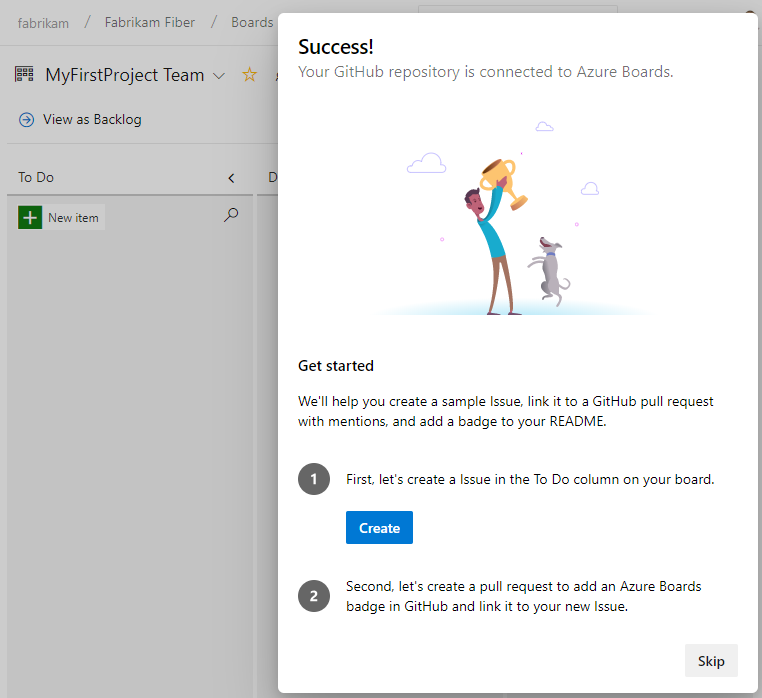 fabrikam / Fabrikam Fiber / Boards
MyFirstProject Team
View as Backlog
To Do
New item
Success!
Your GitHub repository is connected to Azure Boards.
Get started
We'll help you create a sample Issue, link it to a GitHub pull request
with mentions, and add a badge to your README.
1 First, let's create a Issue in the To Do column on your board.
Create
2 Second, let's create a pull request to add an Azure Boards
badge in GitHub and link it to your new Issue.
Skip